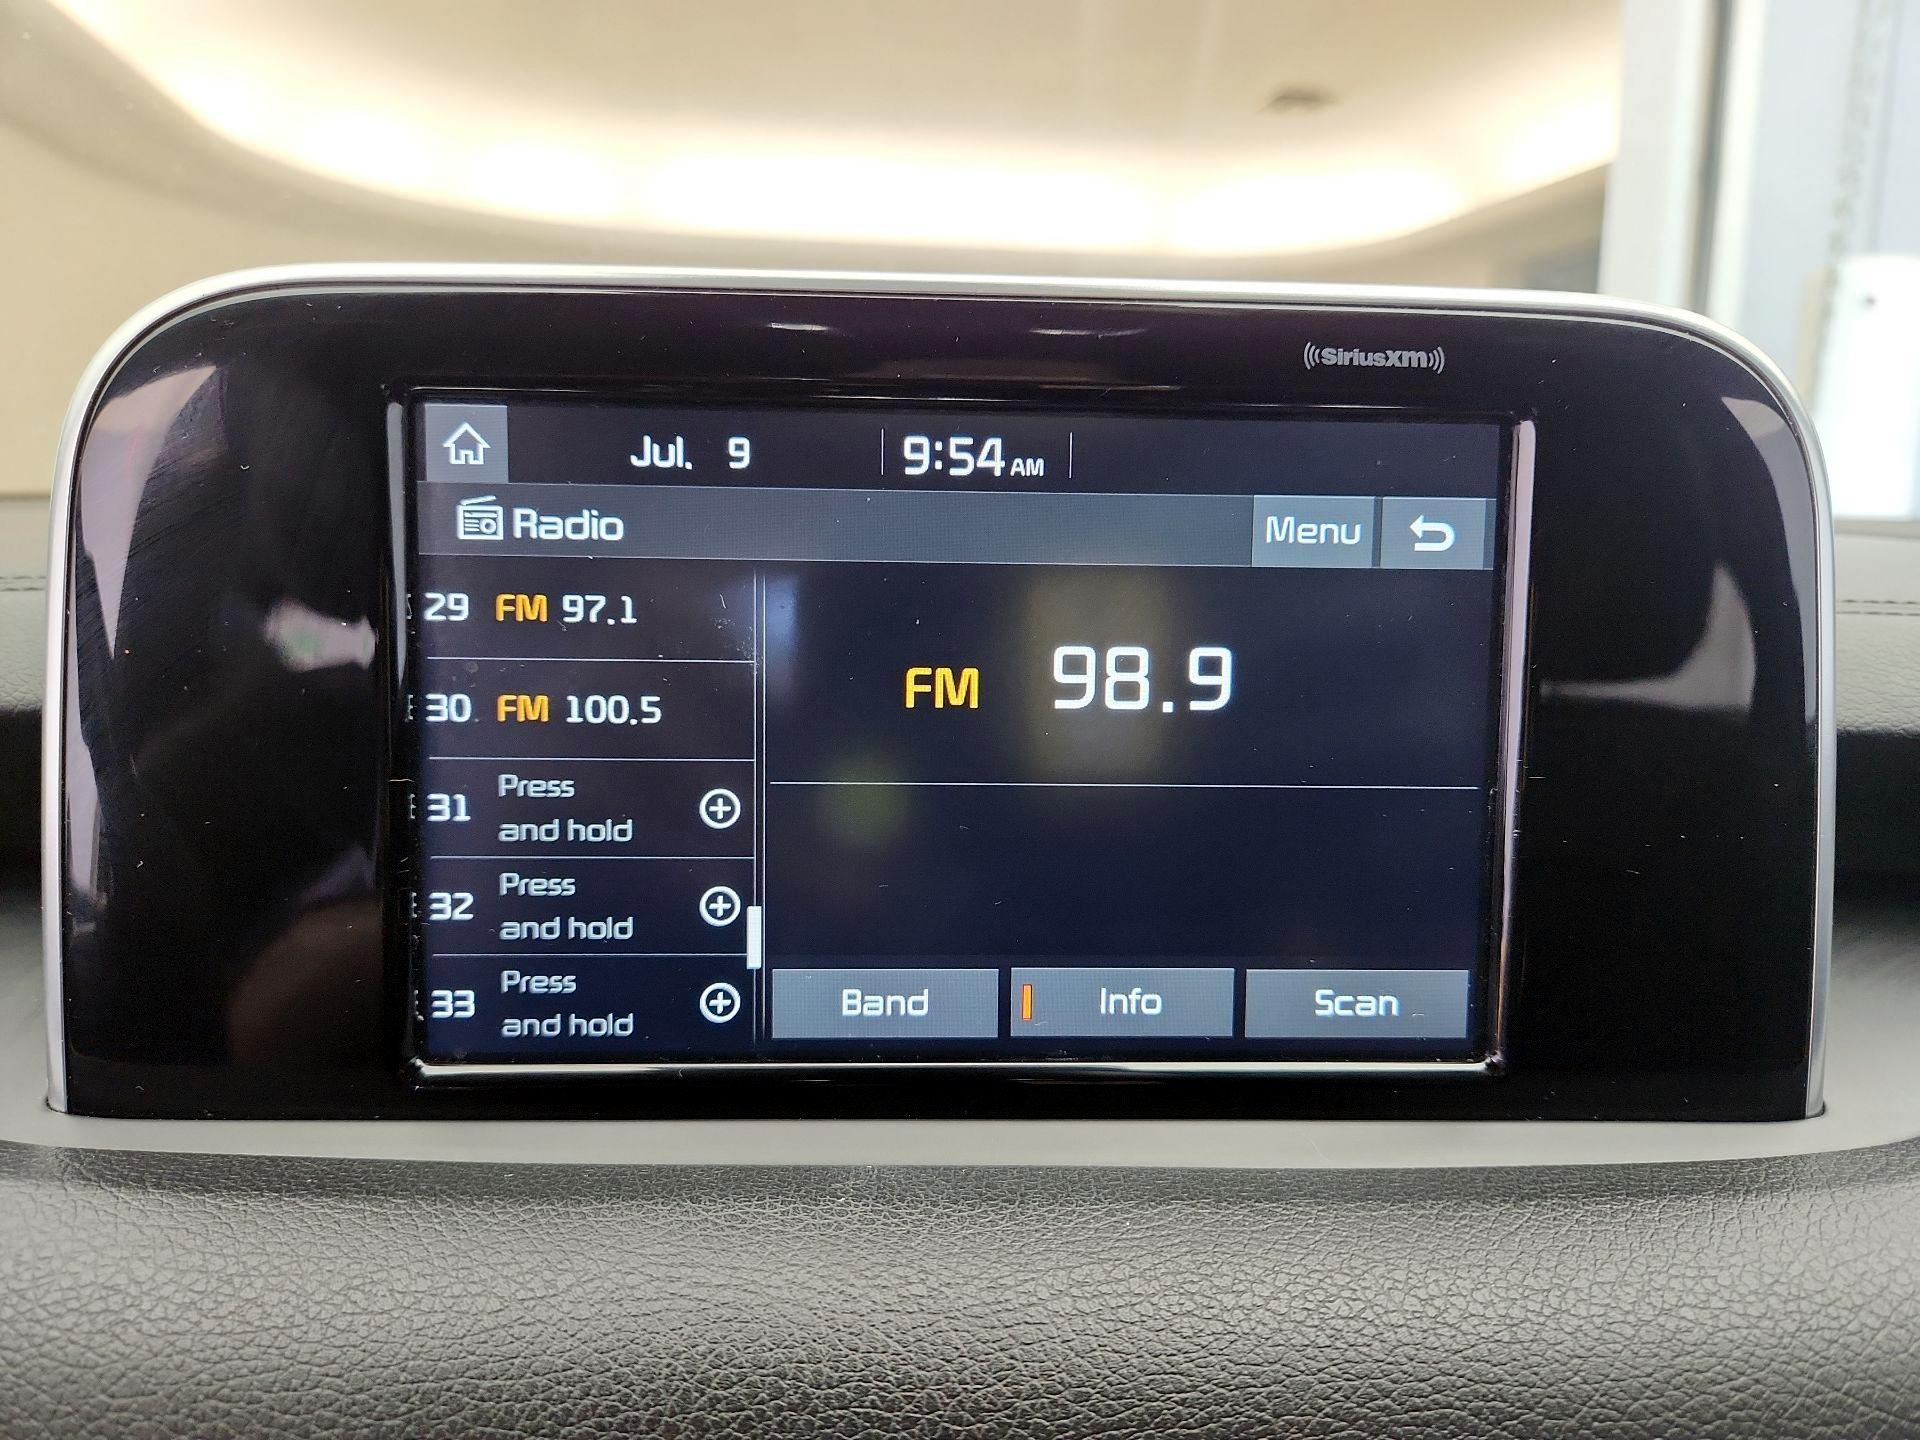 ((SiriusXM))
Jul. 9 9:54 AM
Radio Menu
29 FM 97.1
30 FM 100.5
31 Press
and hold
32 Press
and hold
33 Press
and hold
FM 98.9
Band Info Scan